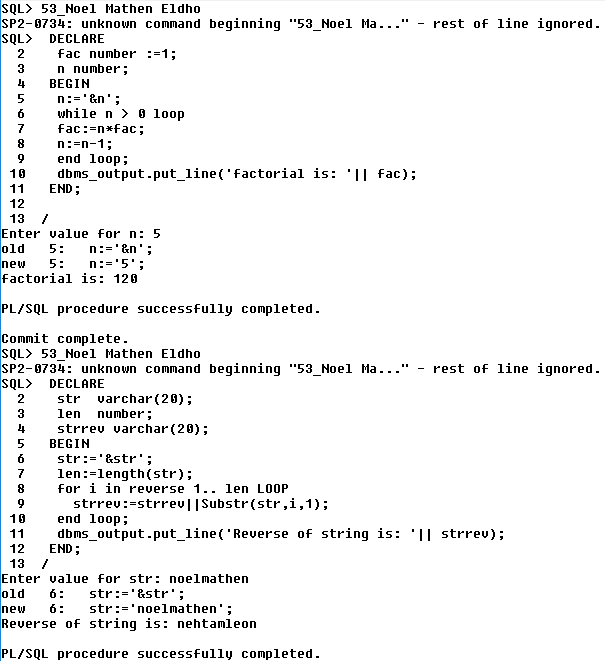 SQL> 53_Noel Mathen Eldho
SP2-0734: unknown command beginning "53_Noel Ma..." - rest of line ignored.
SQL>  DECLARE
  2    fac number :=1;
  3    n number;
  4   BEGIN
  5    n:='&n';
  6    while n > 0 loop
  7    fac:=n*fac;
  8    n:=n-1;
  9    end loop;
 10    dbms_output.put_line('factorial is: '|| fac);
 11   END;
 12
 13  /
Enter value for n: 5
old   5:   n:='&n';
new   5:   n:='5';
factorial is: 120

PL/SQL procedure successfully completed.

Commit complete.
SQL> 53_Noel Mathen Eldho
SP2-0734: unknown command beginning "53_Noel Ma..." - rest of line ignored.
SQL>  DECLARE
  2    str  varchar(20);
  3    len  number;
  4    strrev varchar(20);
  5   BEGIN
  6    str:='&str';
  7    len:=length(str);
  8    for i in reverse 1.. len LOOP
  9      strrev:=strrev||Substr(str,i,1);
 10    end loop;
 11    dbms_output.put_line('Reverse of string is: '|| strrev);
 12   END;
 13  /
Enter value for str: noelmathen
old   6:   str:='&str';
new   6:   str:='noelmathen';
Reverse of string is: nehtamleon

PL/SQL procedure successfully completed.